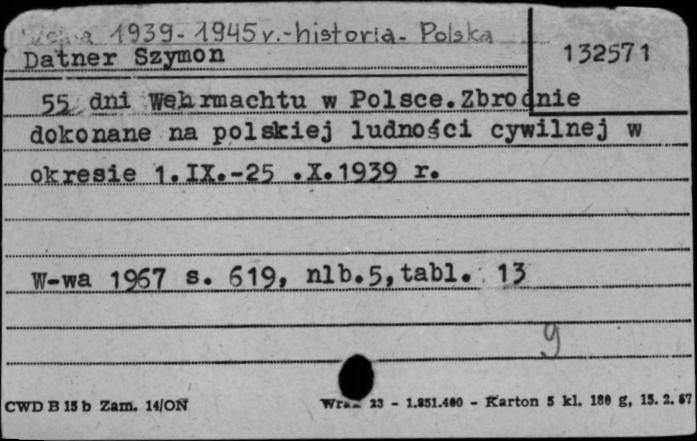 1939-1945 r.-historia- Polska
Datner Szymon
132571
55 dni Wehrmachtu w Polsce.Zbrodnie
dokonane na polskiej ludności cywilnej w
okresie 1.IX.-25 .X.1939 r.
W-wa 1967 s. 619, nlb.5,tabl. 13
9
CWD B 15 b Zam. 14/ON
23 - 1.851.400 - Karton 5 kl. 180 g, 15. 2. 67